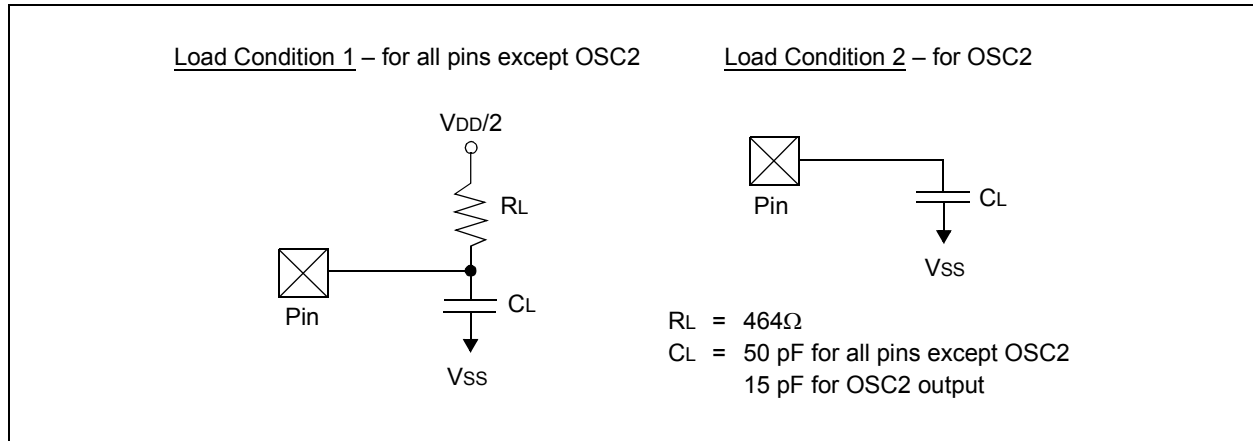 Load Condition 1 – for all pins except OSC2
VDD/2
RL
Pin
CL
VSS
Load Condition 2 – for OSC2
Pin
CL
VSS
RL = 464Ω
CL = 50 pF for all pins except OSC2
15 pF for OSC2 output